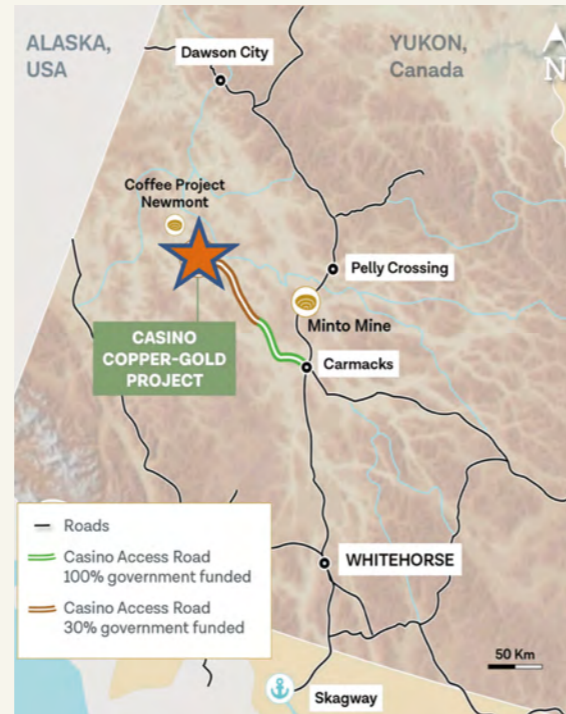 ALASKA,
USA
YUKON,
Canada
N
Dawson City
Coffee Project
Newmont
Pelly Crossing
Minto Mine
CASINO
COPPER-GOLD
PROJECT
Carmacks
Roads
Casino Access Road
100% government funded
Casino Access Road
30% government funded
WHITEHORSE
50 Km
Skagway